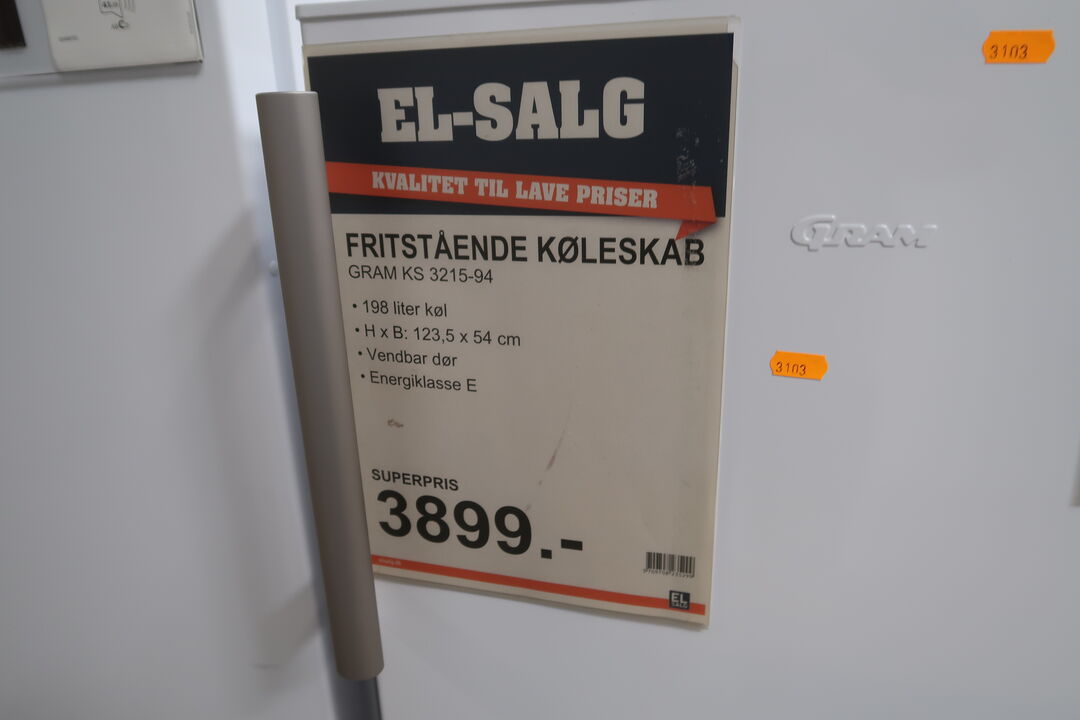 3103
EL-SALG
KVALITET TIL LAVE PRISER
GRAM
FRITSTÅENDE KØLESKAB
GRAM KS 3215-94
• 198 liter køl
• H x B: 123,5 x 54 cm
• Vendbar dør
• Energiklasse E
3103
SUPERPRIS
3899.-
EL
SALG